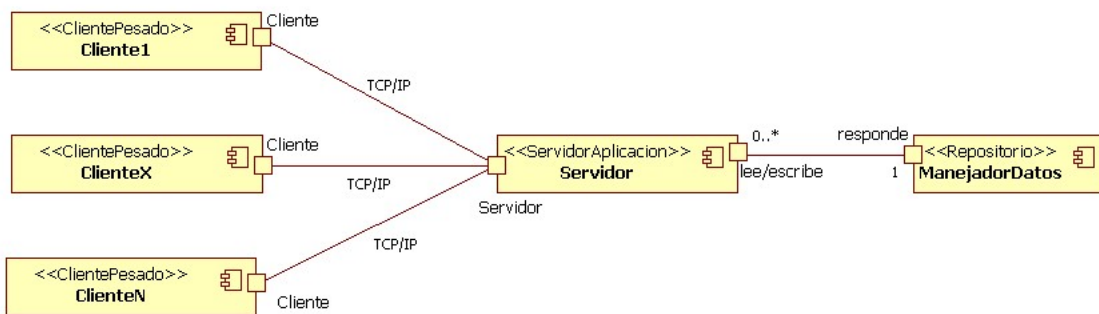 <<ClientePesado>>
Cliente1
Cliente
TCP/IP
<<ClientePesado>>
ClienteX
Cliente
TCP/IP
<<ClientePesado>>
ClienteN
Cliente
TCP/IP
<<ServidorAplicacion>>
Servidor
Servidor
0..*
lee/escribe
responde
1
<<Repositorio>>
ManejadorDatos